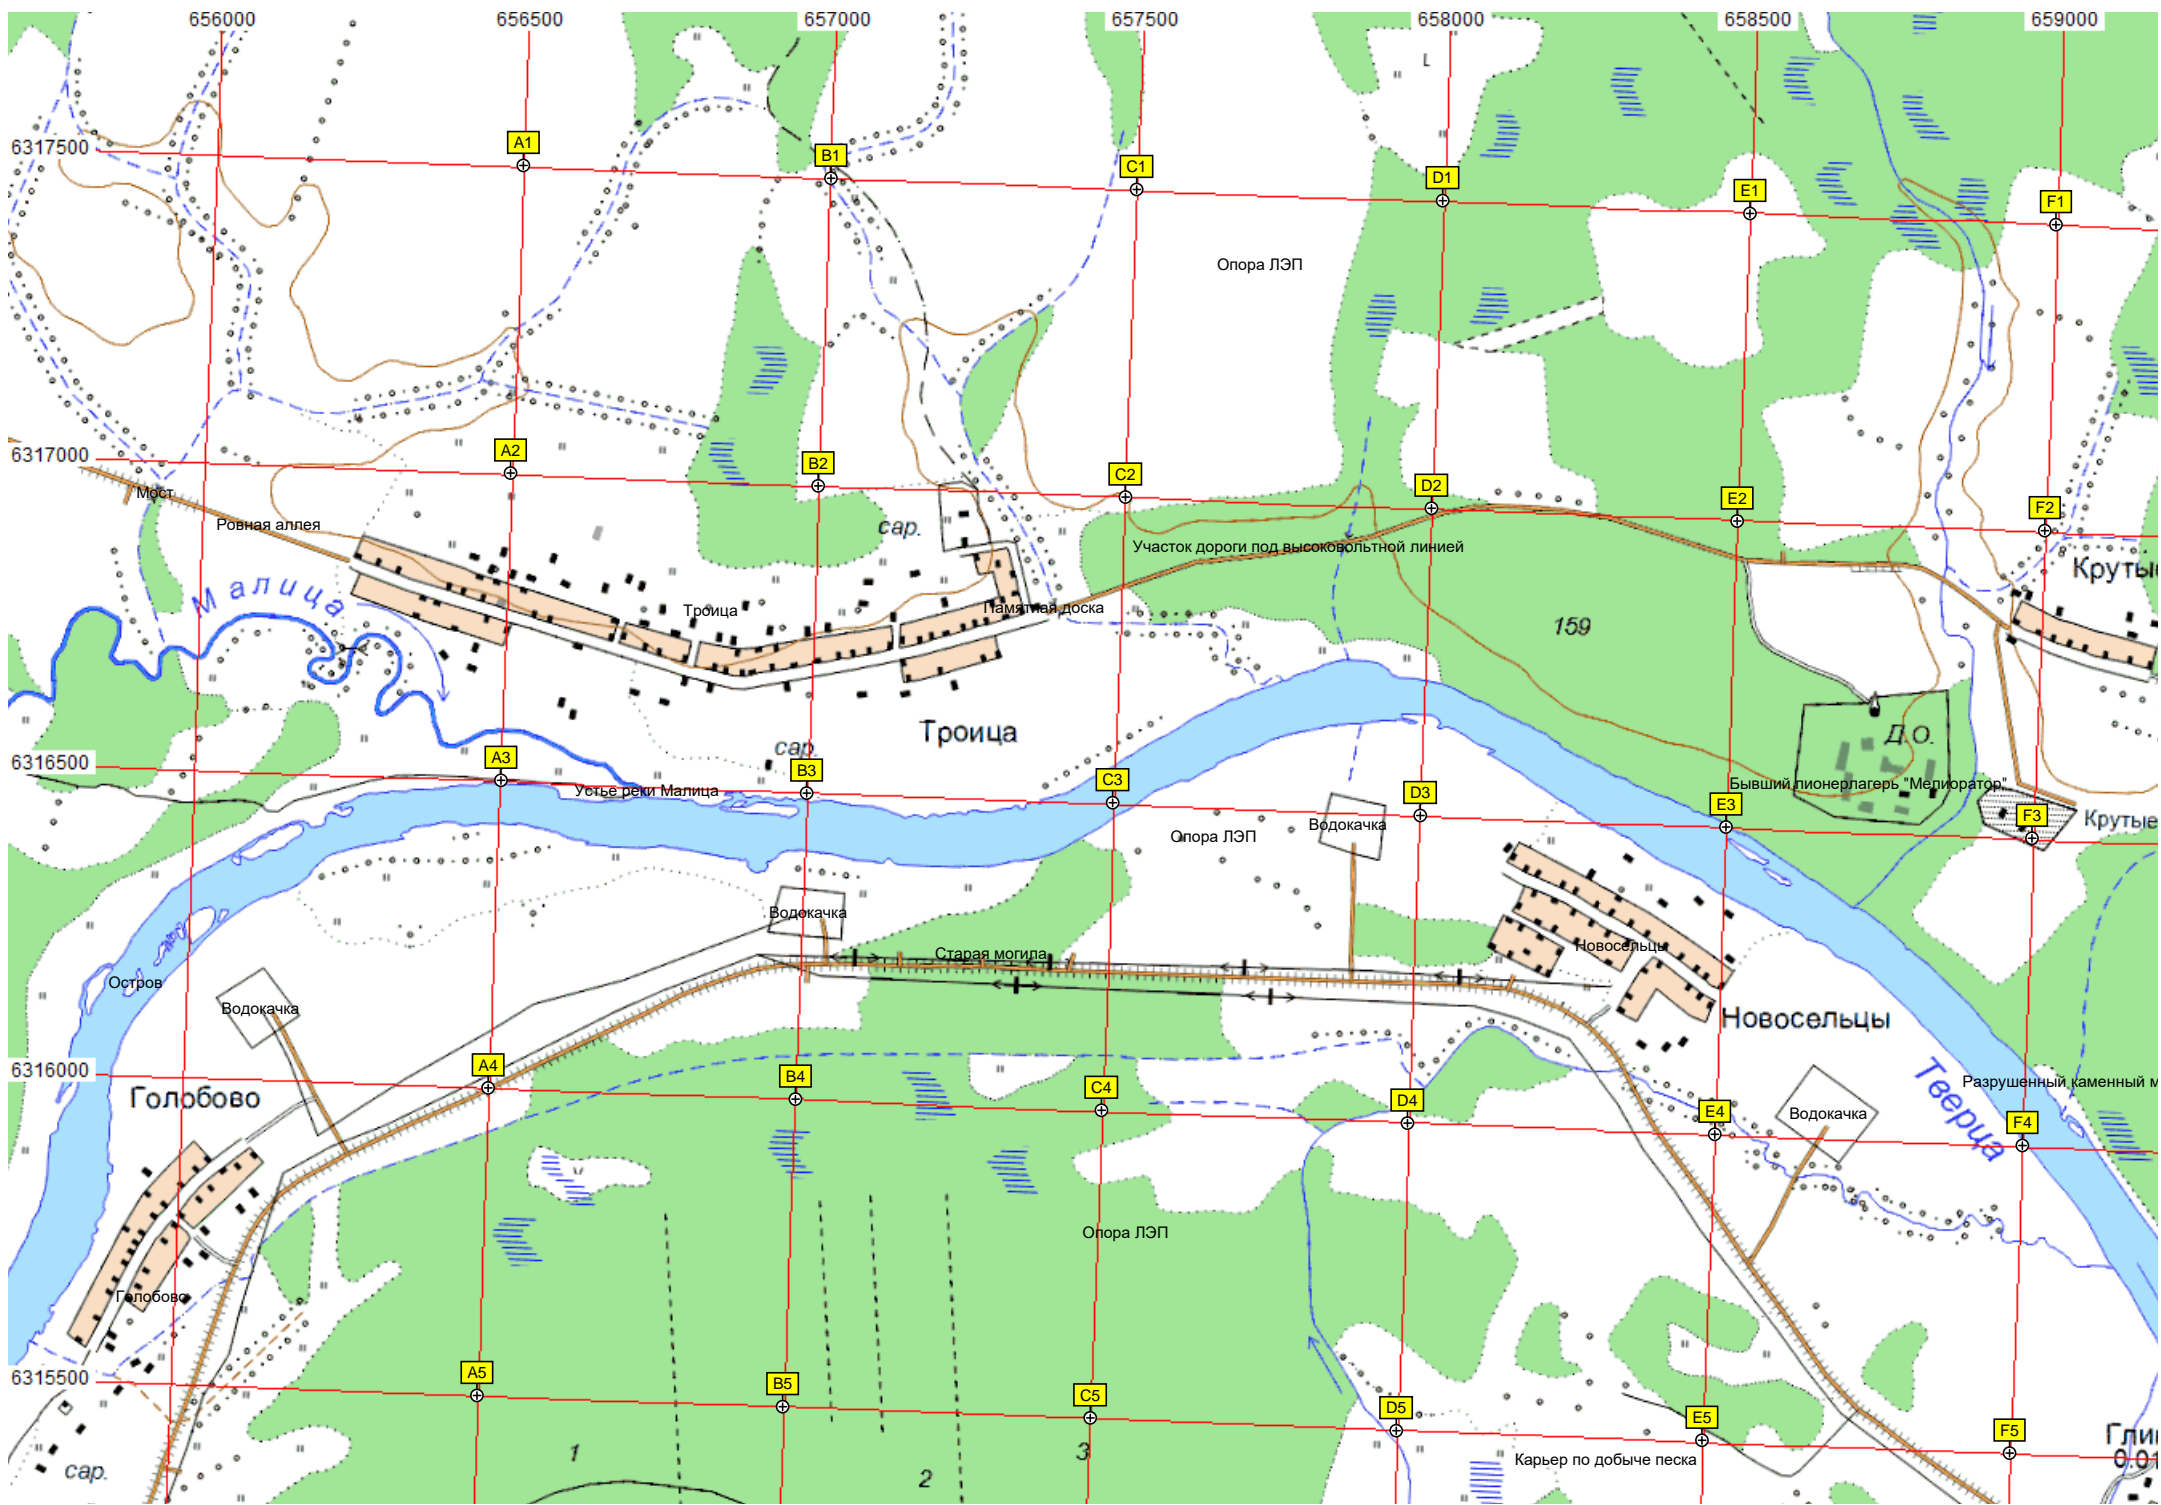 656000 656500 657000 657500 658000 658500 659000
6317500
A1
B1
C1
D1
E1
F1
Опора ЛЭП
6317000
A2
B2
C2
D2
E2
F2
Мост
Ровная аллея
сар.
Участок дороги под высоковольтной линией
Круты
Малица
Троица
Памятная доска
159
Троица
Д.О.
сар.
6316500
A3
B3
C3
D3
E3
F3
Устье реки Малица
Бывший пионерлагерь "Мелиоратор"
Крутые
Опора ЛЭП
Водокачка
Водокачка
Новосельцы
Старая могила
Остров
Водокачка
Новосельцы
6316000
A4
B4
C4
D4
E4
F4
Голобово
Тверца
Разрушенный каменный м
Водокачка
Опора ЛЭП
Голобово
6315500
A5
B5
C5
D5
E5
F5
1
2
3
сар.
Карьер по добыче песка
Гли
0.01